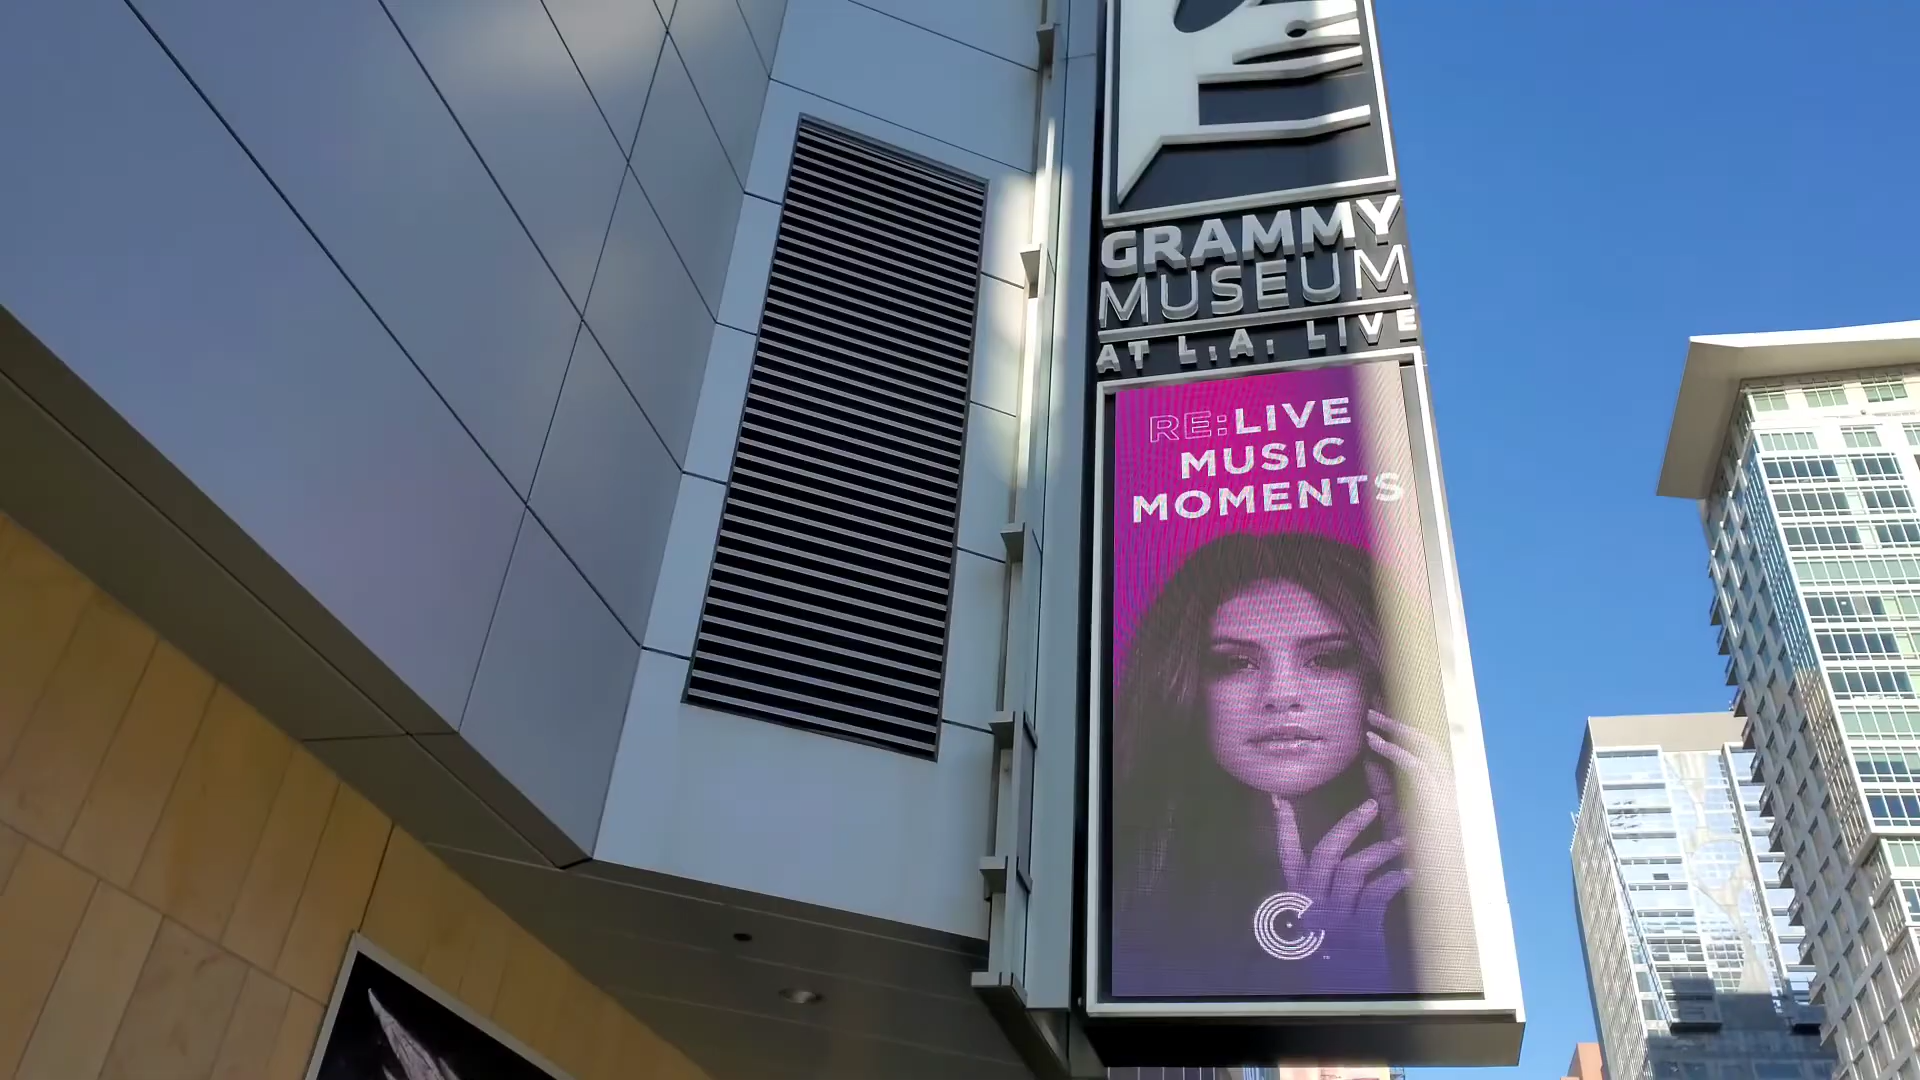 GRAMMY
MUSEUM
AT L.A. LIVE
RE:LIVE
MUSIC
MOMENTS